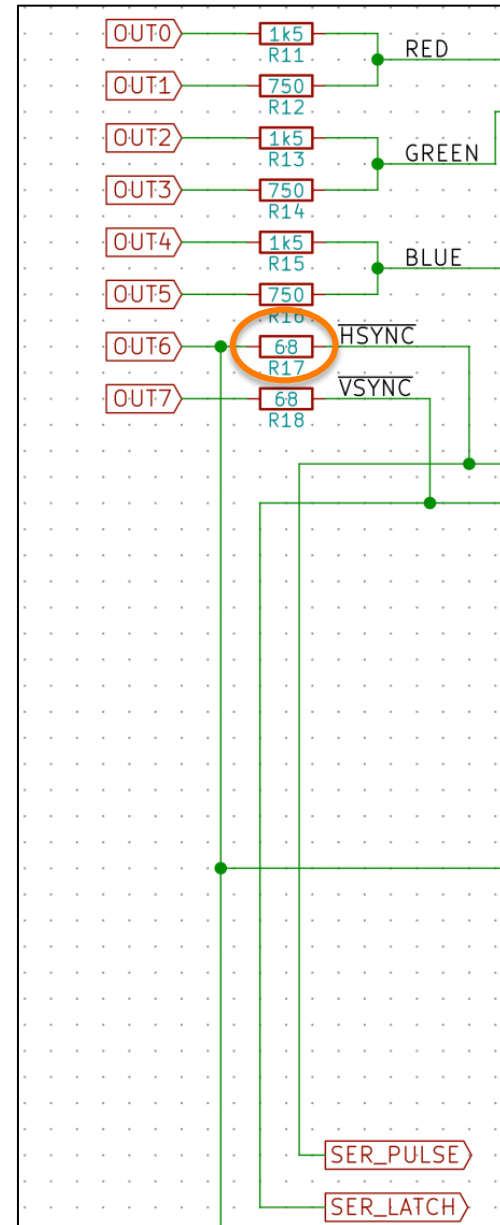 OUT0 1k5 RED
R11
OUT1 750
R12
OUT2 1k5 GREEN
R13
OUT3 750
R14
OUT4 1k5 BLUE
R15
OUT5 750
R16
OUT6 68 HSYNC
R17
OUT7 68 VSYNC
R18
SER_PULSE
SER_LATCH